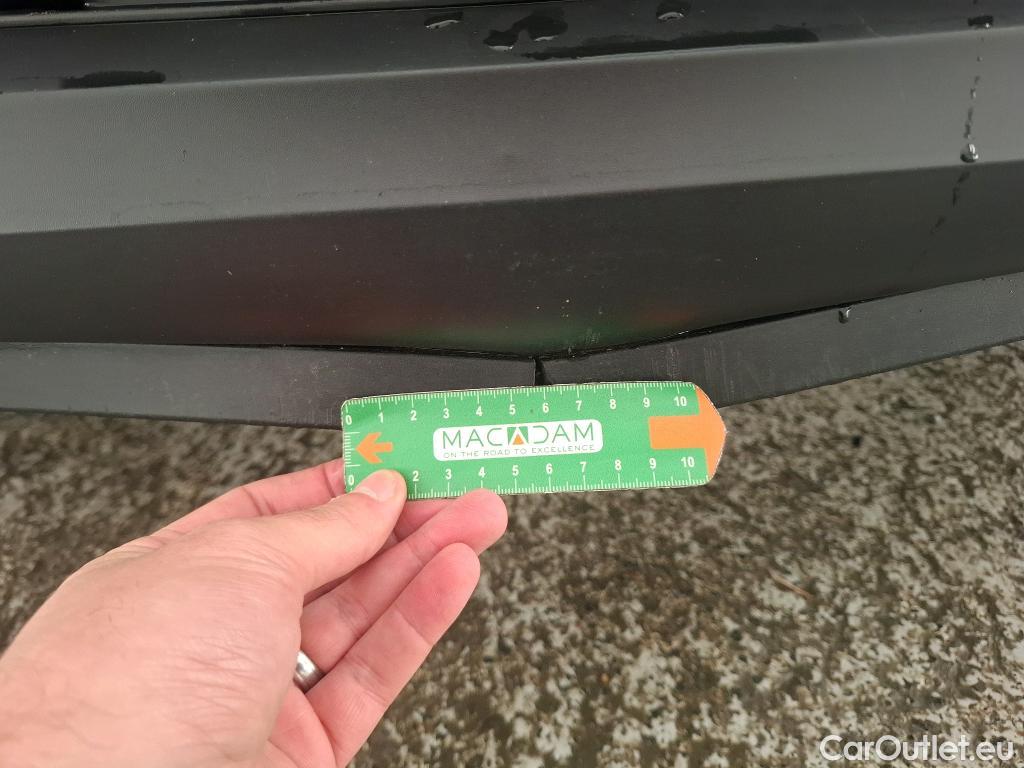 0 1 2 3 4 5 6 7 8 9 10
MACADAM
ON THE ROAD TO EXCELLENCE
0 2 3 4 5 6 7 8 9 10
CarOutlet.eu